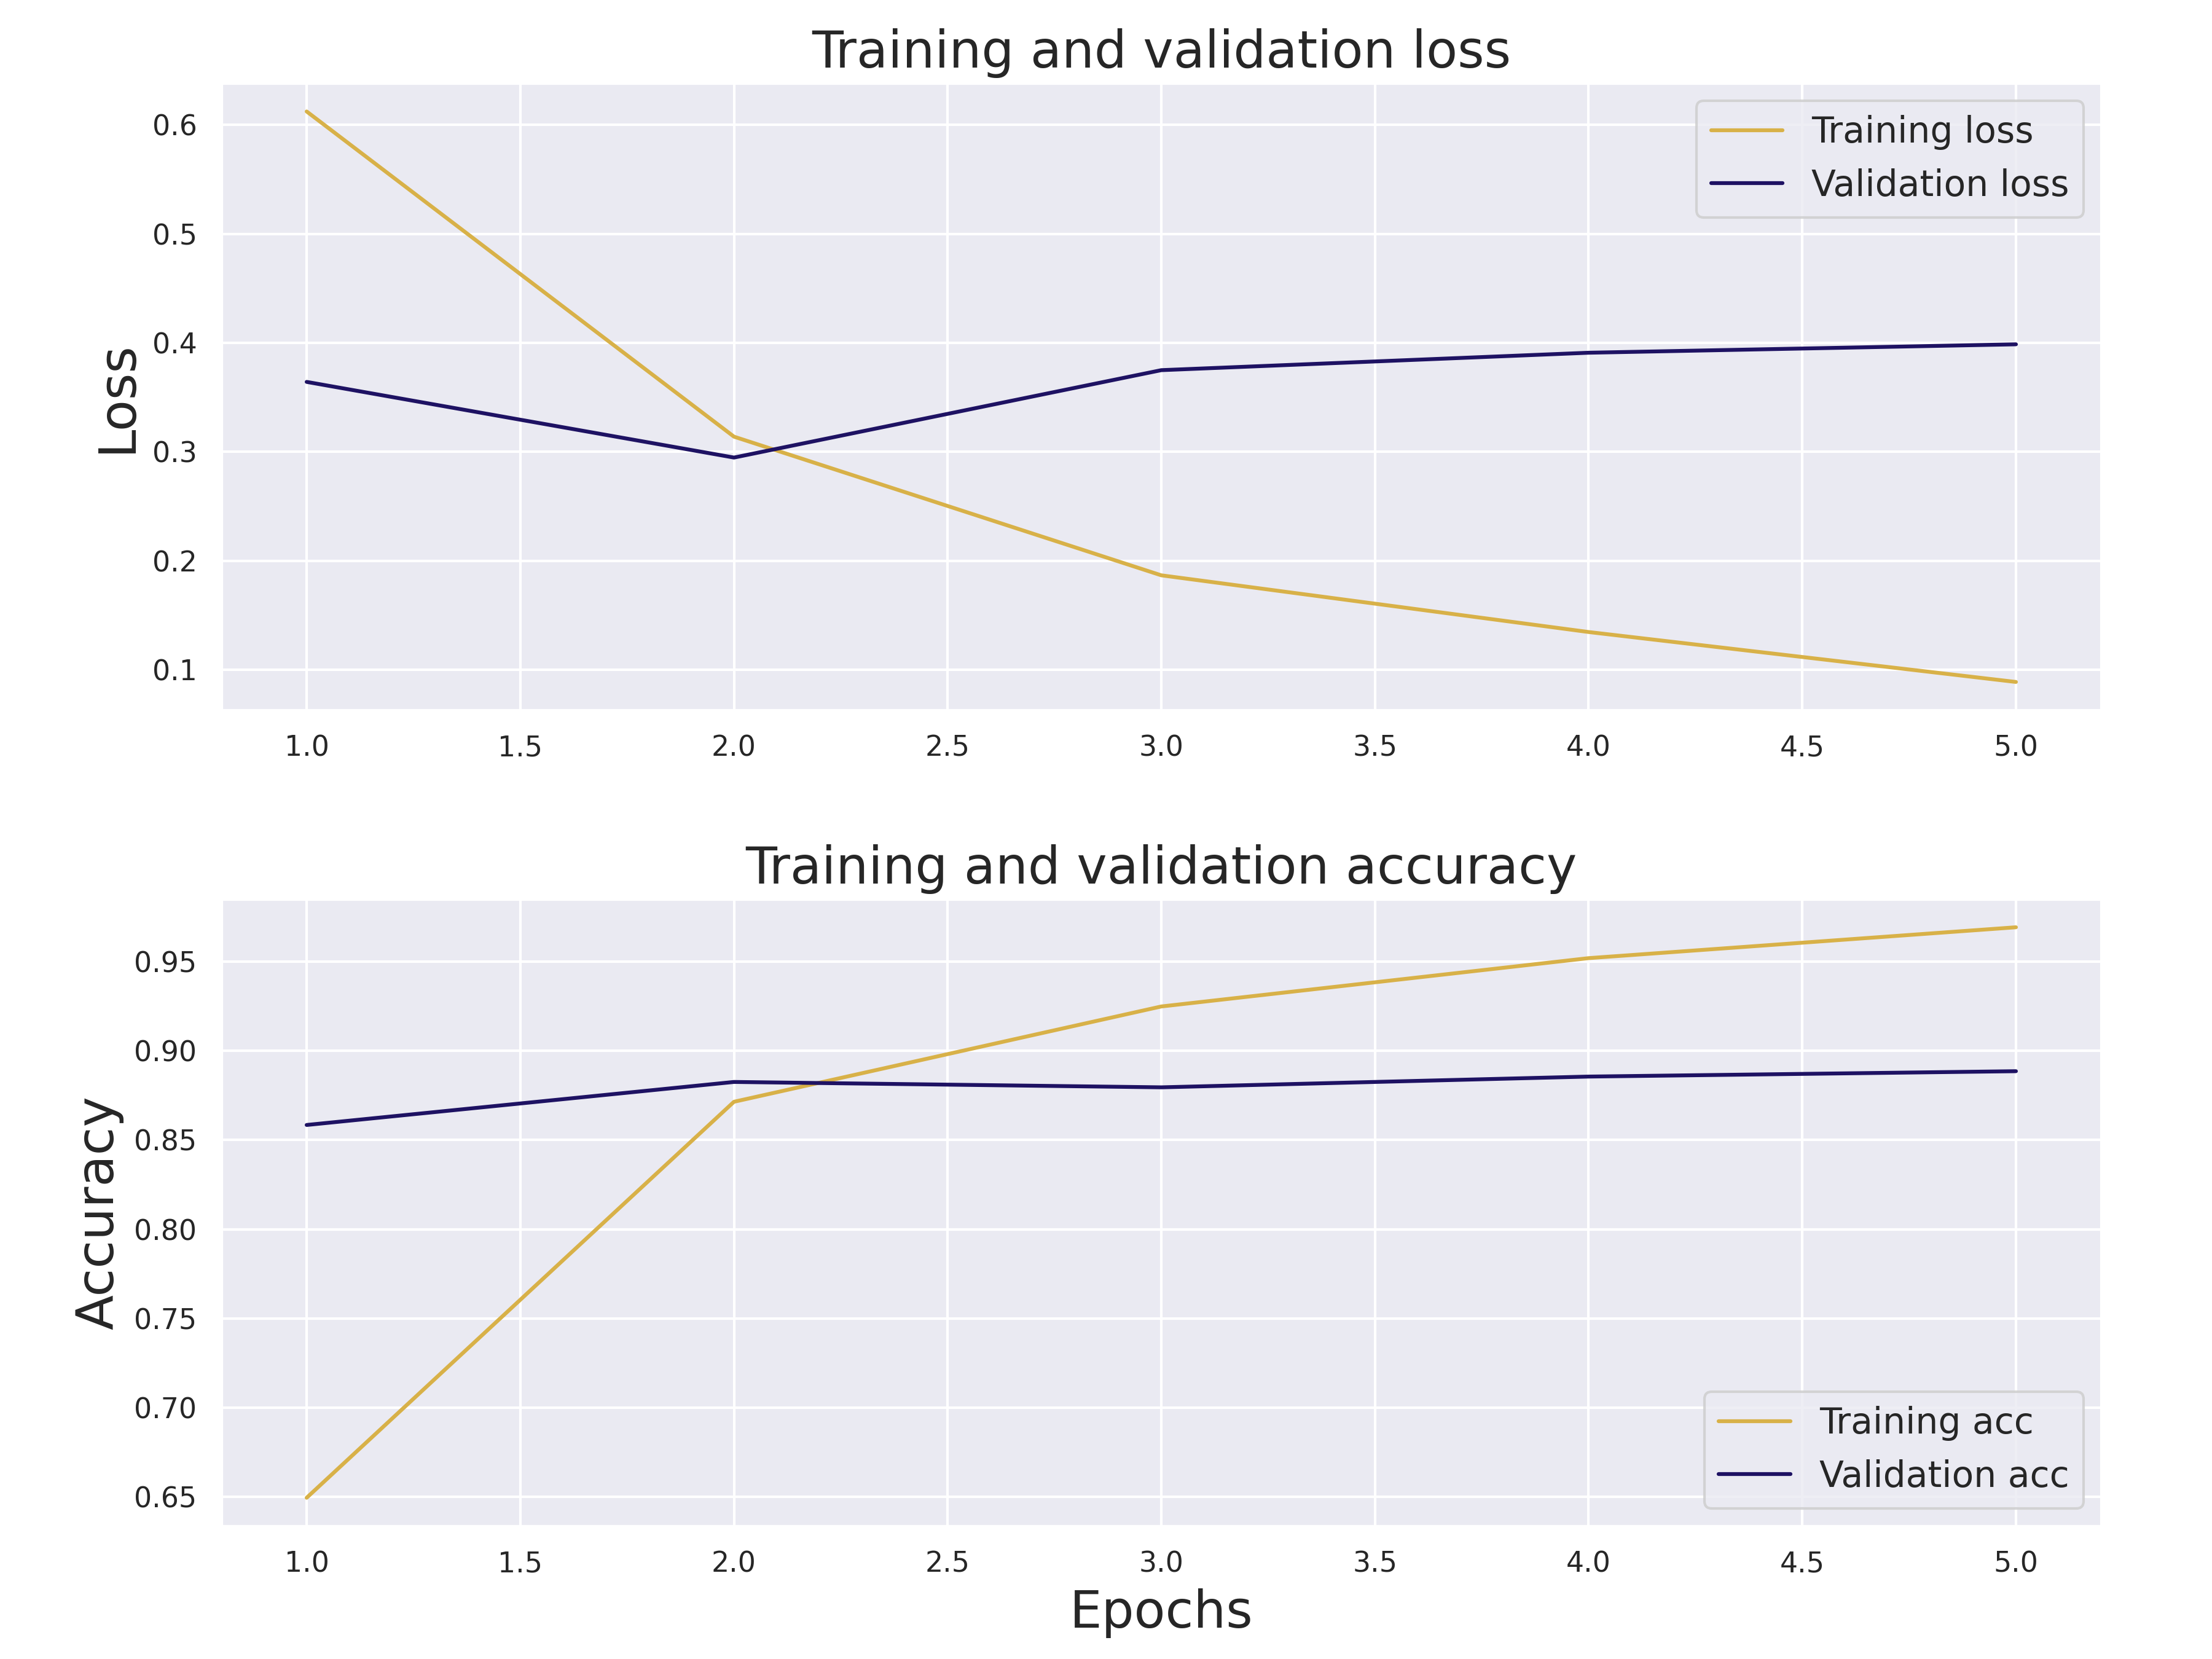 Training and validation loss
Loss
0.6
0.5
0.4
0.3
0.2
0.1
Training loss
Validation loss
1.0 1.5 2.0 2.5 3.0 3.5 4.0 4.5 5.0
Training and validation accuracy
Accuracy
0.95
0.90
0.85
0.80
0.75
0.70
0.65
Training acc
Validation acc
1.0 1.5 2.0 2.5 3.0 3.5 4.0 4.5 5.0
Epochs